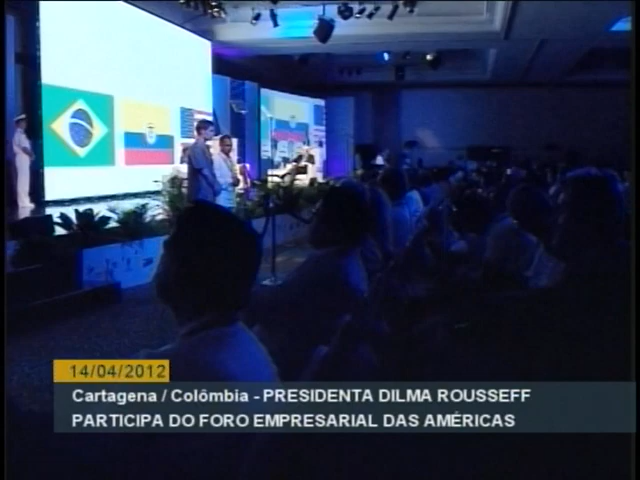 14/04/2012
Cartagena / Colômbia - PRESIDENTA DILMA ROUSSEFF
PARTICIPA DO FORO EMPRESARIAL DAS AMÉRICAS